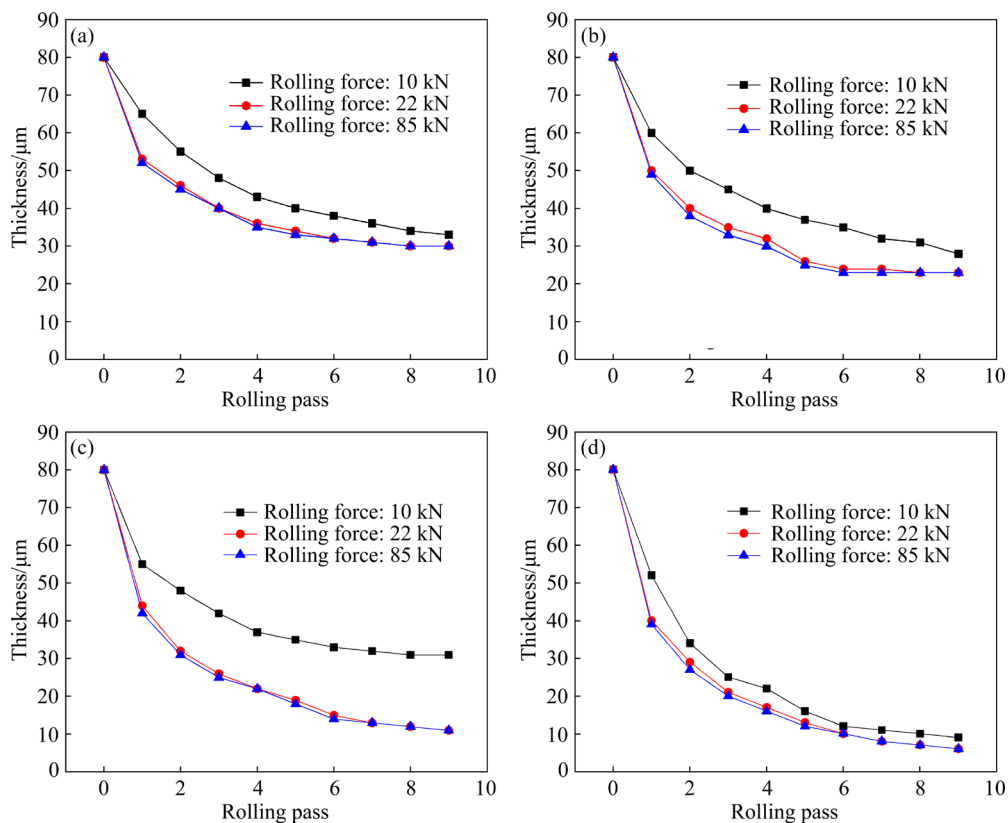 (a)
Rolling force: 10 kN
Rolling force: 22 kN
Rolling force: 85 kN
Thickness/μm
90
80
70
60
50
40
30
20
10
0
0 2 4 6 8 10
Rolling pass
(b)
Rolling force: 10 kN
Rolling force: 22 kN
Rolling force: 85 kN
Thickness/μm
90
80
70
60
50
40
30
20
10
0
0 2 4 6 8 10
Rolling pass
(c)
Rolling force: 10 kN
Rolling force: 22 kN
Rolling force: 85 kN
Thickness/μm
90
80
70
60
50
40
30
20
10
0
0 2 4 6 8 10
Rolling pass
(d)
Rolling force: 10 kN
Rolling force: 22 kN
Rolling force: 85 kN
Thickness/μm
90
80
70
60
50
40
30
20
10
0
0 2 4 6 8 10
Rolling pass